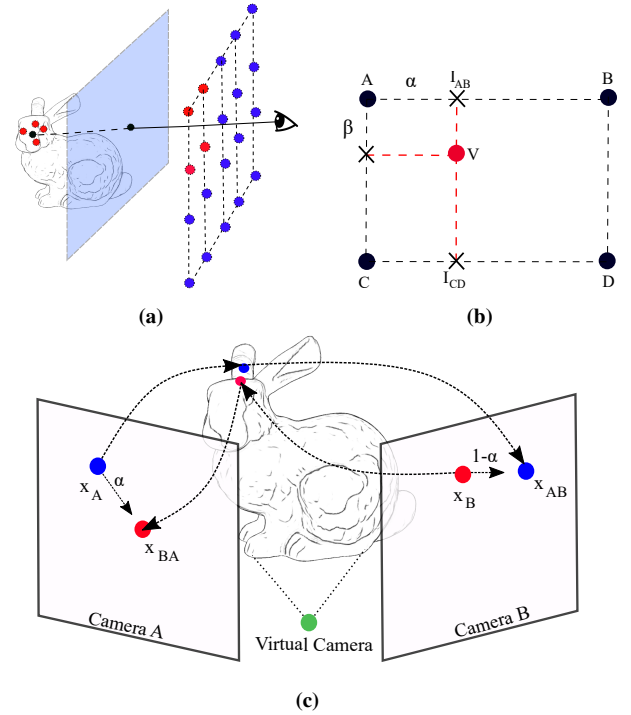 A
α
I_AB
B
β
V
C
I_CD
D
(a)
(b)
x_A
α
x_BA
1-α
x_B
x_AB
Camera A
Virtual Camera
Camera B
(c)